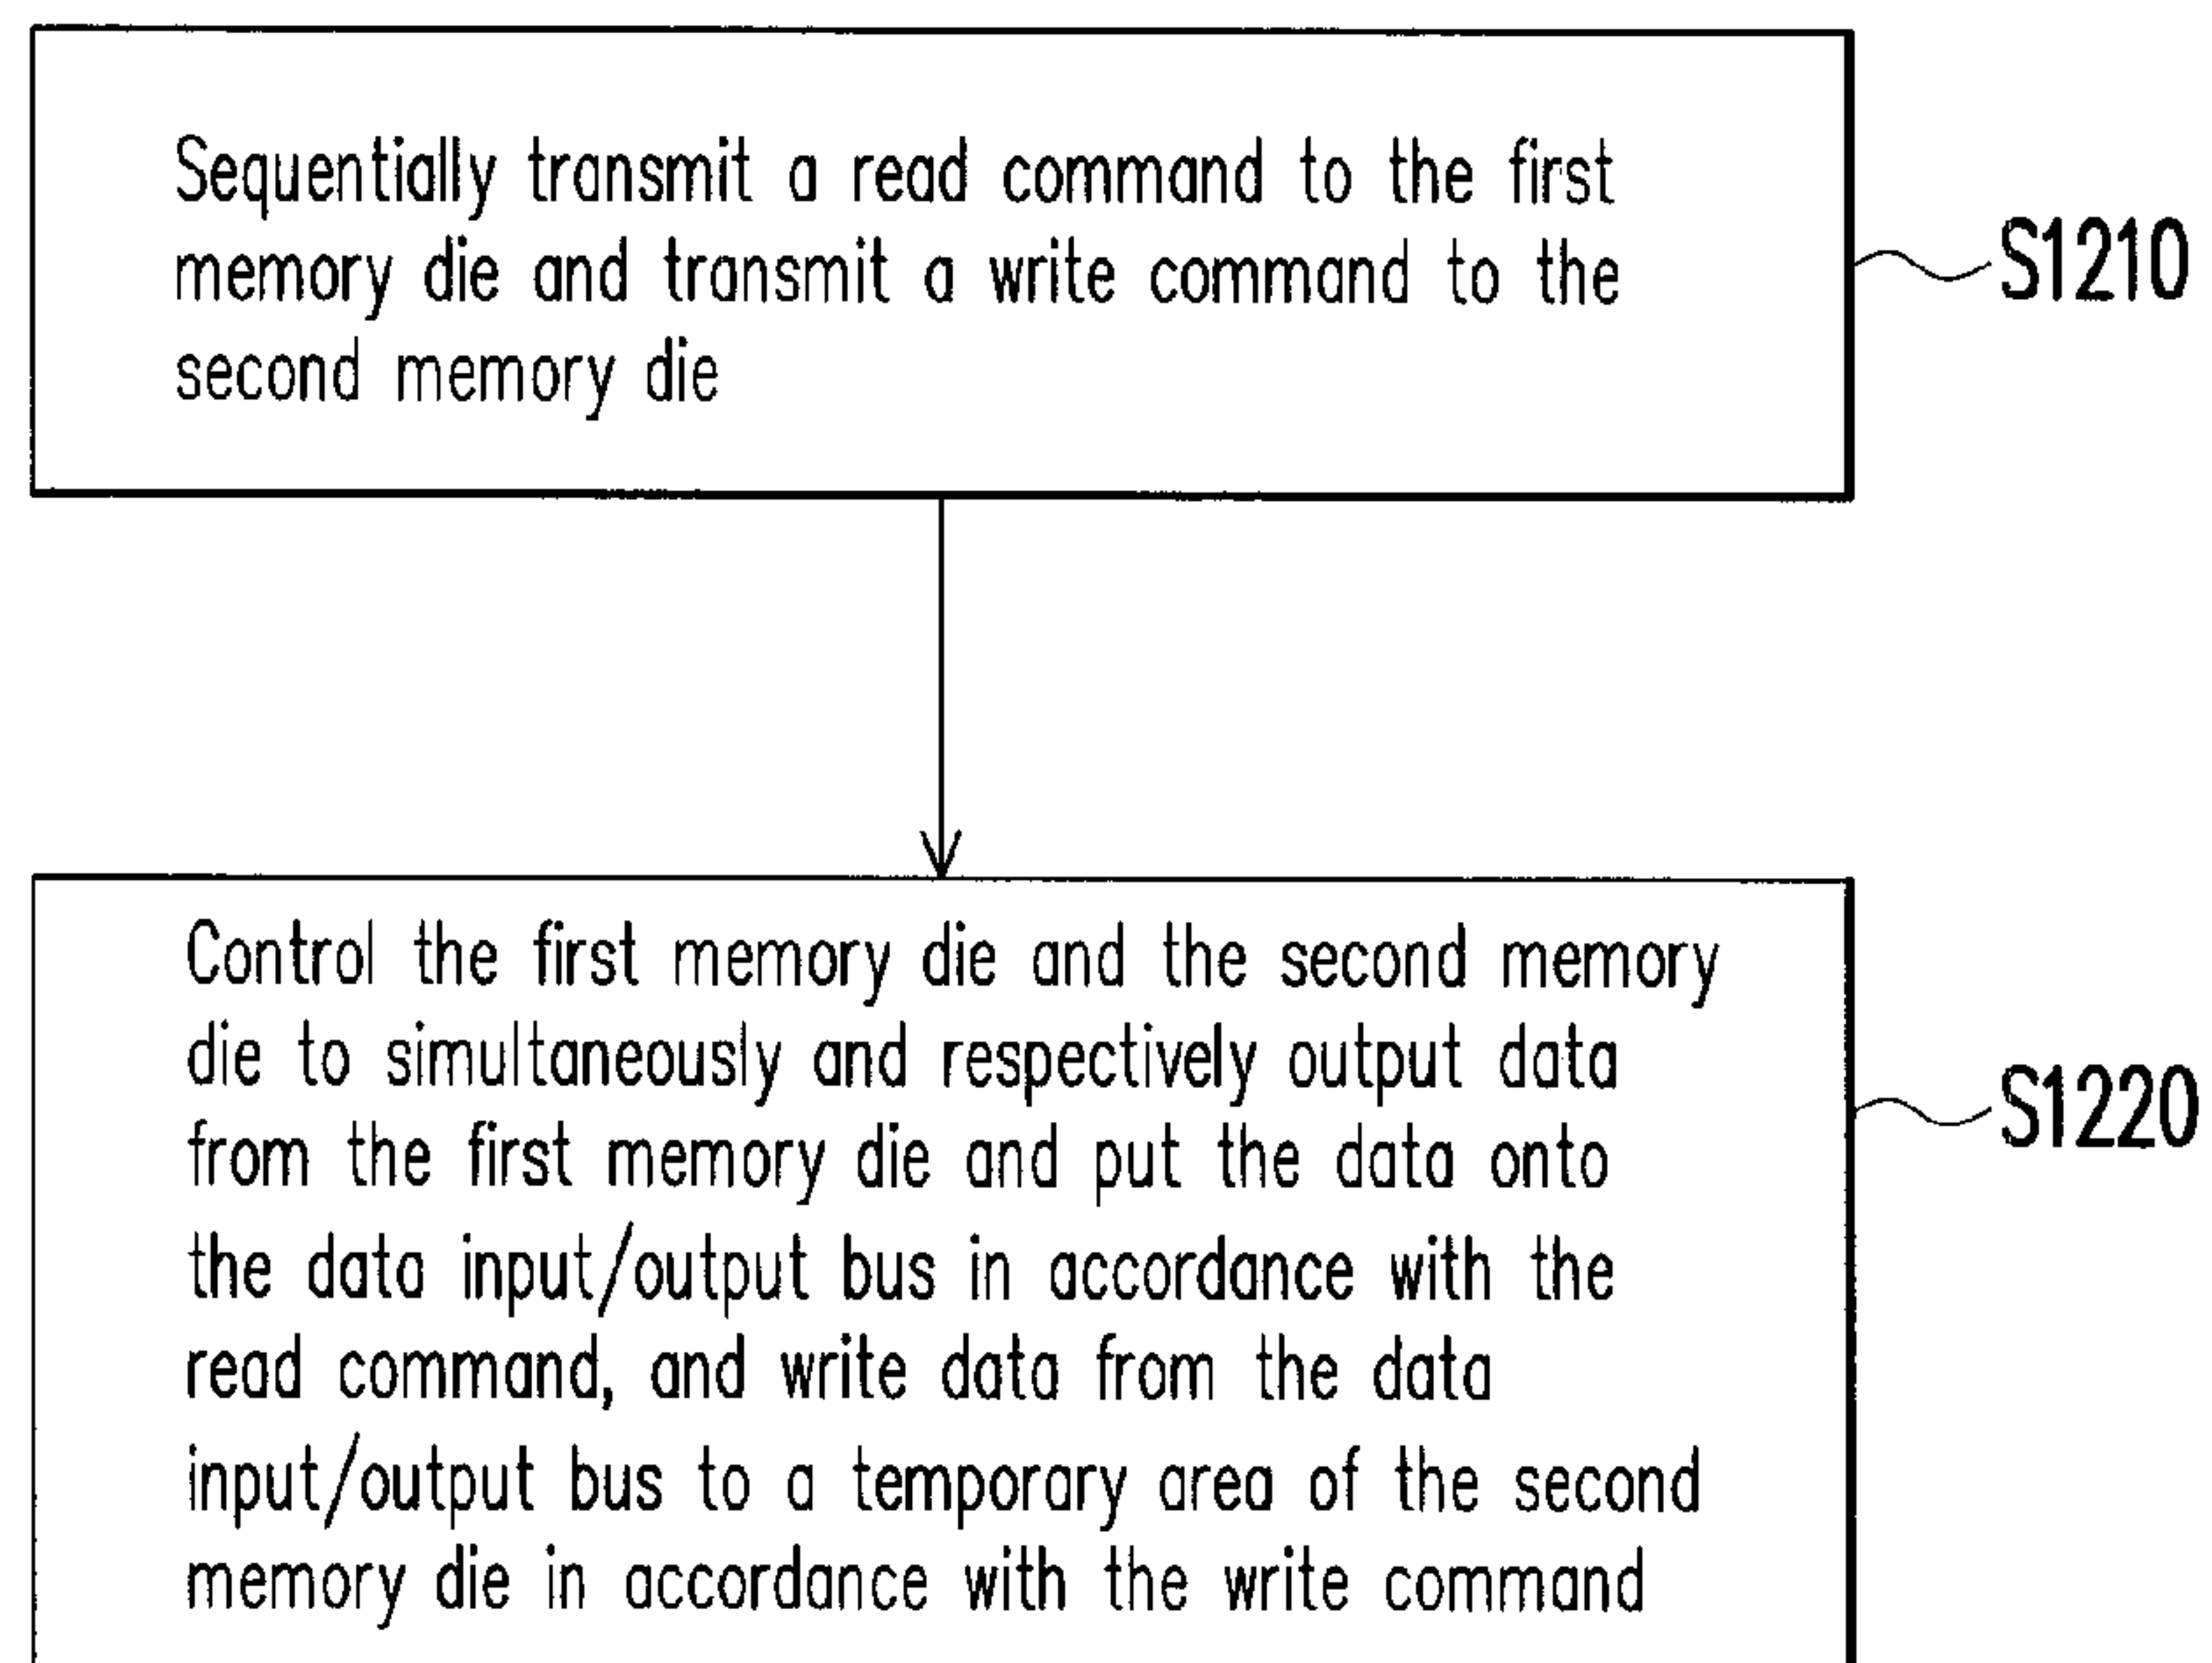 Sequentially transmit a read command to the first
memory die and transmit a write command to the
second memory die
S1210
Control the first memory die and the second memory
die to simultaneously and respectively output data
from the first memory die and put the data onto
the data input/output bus in accordance with the
read command, and write data from the data
input/output bus to a temporary area of the second
memory die in accordance with the write command
S1220